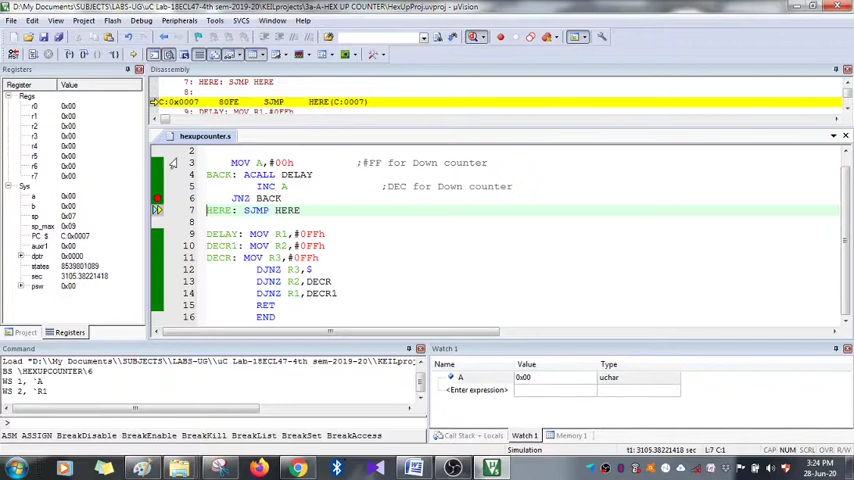 D:\My Documents\SUBJECTS\LABS-UG\uC Lab-18ECL47-4th sem-2019-20\KEILproj\3a-A-HEX UP COUNTER\HexUpProj.uvproj - µVision
File Edit View Project Flash Debug Peripherals Tools SVCS Window Help
Registers
Register Value
Regs
r0 0x00
r1 0x00
r2 0x00
r3 0x00
r4 0x00
r5 0x00
r6 0x00
r7 0x00
Sys
a 0x00
b 0x00
sp 0x07
sp_max 0x09
PC $ C:0x0007
auxr1 0x00
dptr 0x0000
states 8539801089
sec 3105.38221418
psw 0x00
Project Registers
Disassembly
7: HERE: SJMP HERE
8:
C:0x0007 80FE SJMP HERE(C:0007)
9: DELAY: MOV R1,#0FFh
hexupcounter.s
2
3 MOV A,#00h ;#FF for Down counter
4 BACK: ACALL DELAY
5 INC A ;DEC for Down counter
6 JNZ BACK
7 HERE: SJMP HERE
8
9 DELAY: MOV R1,#0FFh
10 DECR1: MOV R2,#0FFh
11 DECR: MOV R3,#0FFh
12 DJNZ R3,$
13 DJNZ R2,DECR
14 DJNZ R1,DECR1
15 RET
16 END
Command
Load "D:\\My Documents\\SUBJECTS\\LABS-UG\\uC Lab-18ECL47-4th sem-2019-20\\KEILproj
BS \HEXUPCOUNTER\6
WS 1, `A
WS 2, `R1
>
ASM ASSIGN BreakDisable BreakEnable BreakKill BreakList BreakSet BreakAccess
Watch 1
Name Value Type
A 0x00 uchar
<Enter expression>
Call Stack + Locals Watch 1 Memory 1
Simulation t1: 3105.38221418 sec L:7 C:1 CAP NUM SCRL OVR R/W
3:24 PM
28-Jun-20